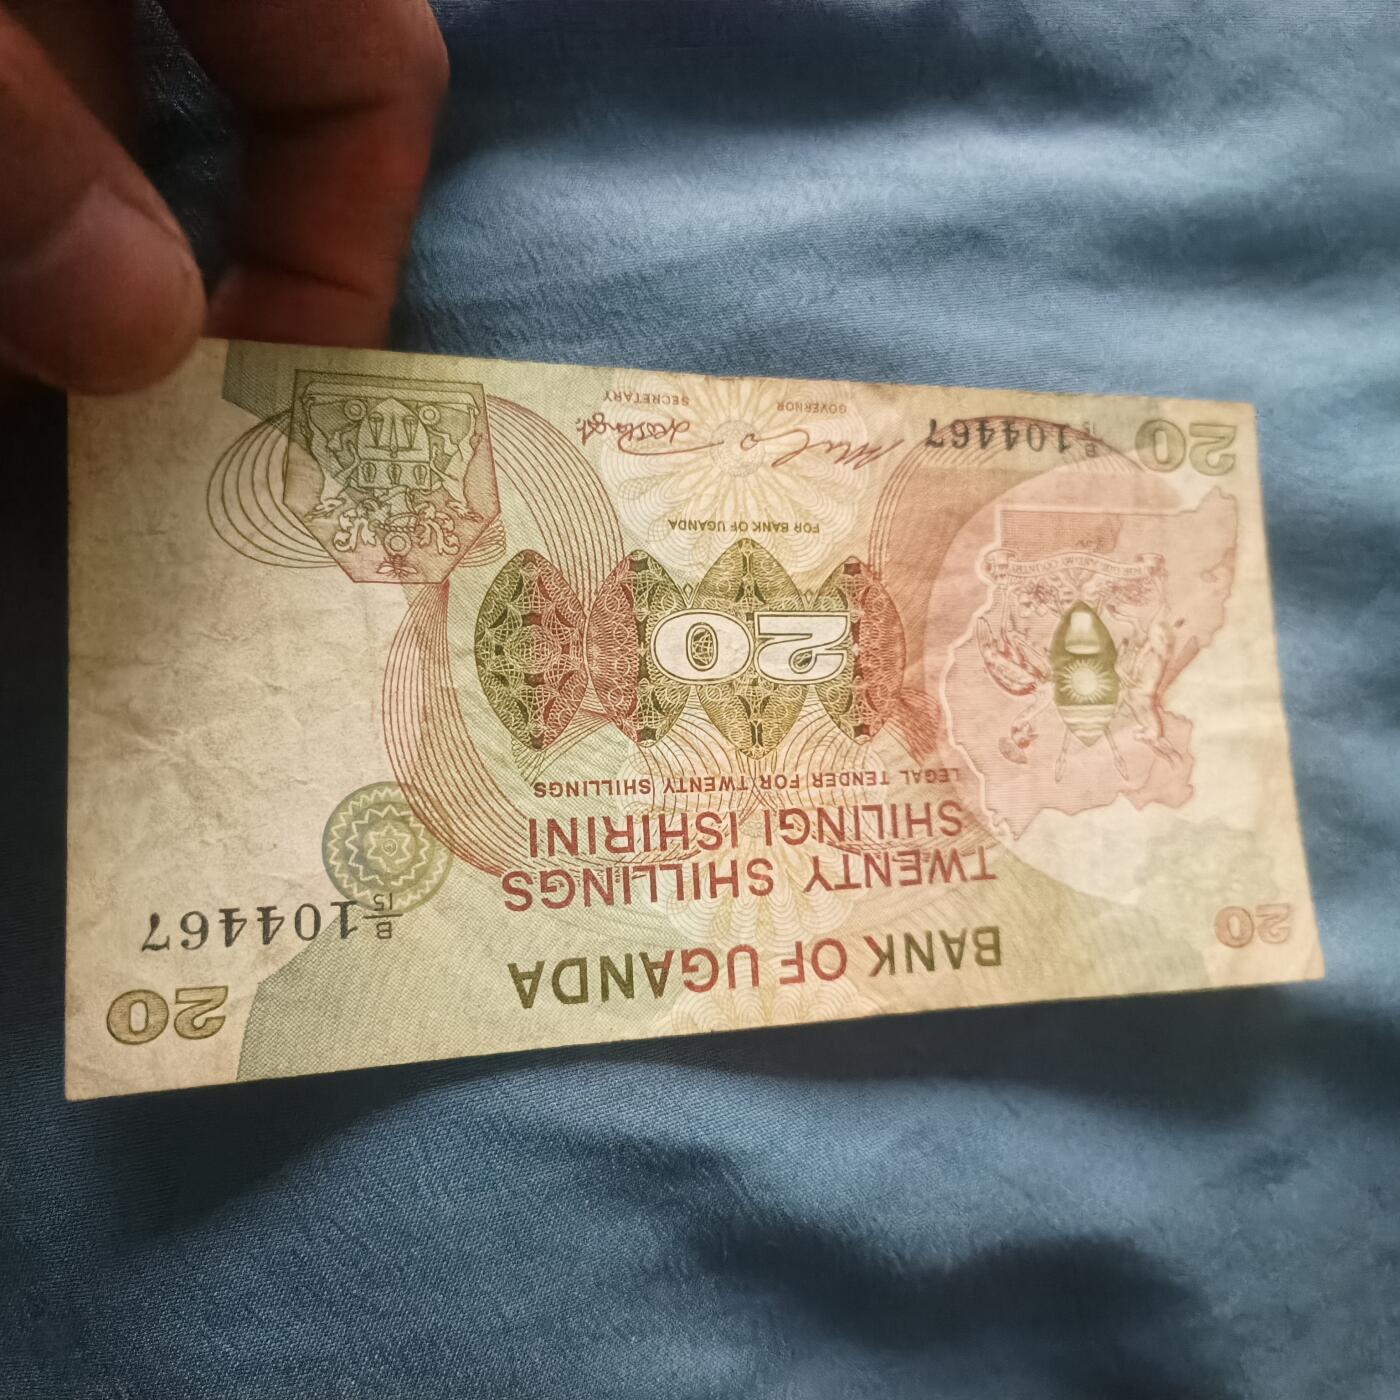 20
BANK OF UGANDA
20
B/15 104467
TWENTY SHILLINGS
SHILINGI ISHIRINI
LEGAL TENDER FOR TWENTY SHILLINGS
20
FOR BANK OF UGANDA
20
B/15 104467
GOVERNOR
SECRETARY